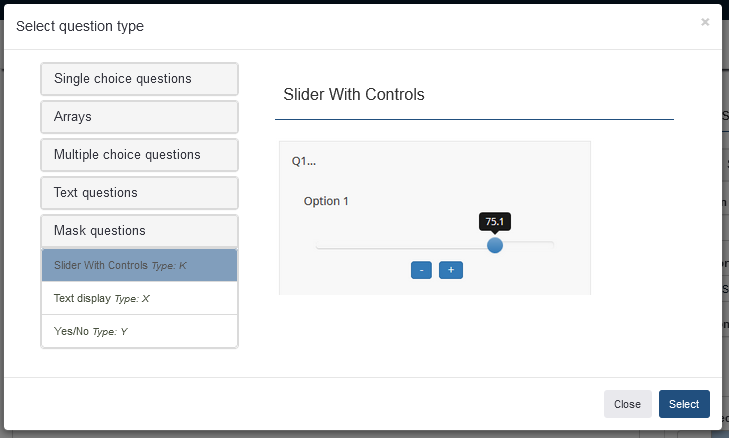 Select question type
×
Single choice questions
Arrays
Multiple choice questions
Text questions
Mask questions
Slider With Controls Type: K
Text display Type: X
Yes/No Type: Y
Slider With Controls
Q1...
Option 1
75.1
- +
Close Select